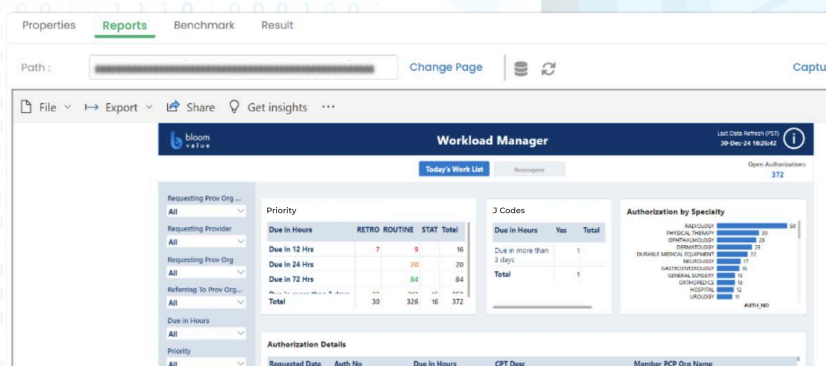 Properties Reports Benchmark Result
Path : Change Page Captu
File Export Share Get insights ...
bloom value
Workload Manager
Last Data Refresh (PST)
30-Dec-24 18:26:42
i
Today's Work List
Open Authorizations
372
Requesting Prov Org ...
All
Requesting Provider
All
Requesting Prov Org
All
Referring To Prov Org...
All
Due in Hours
All
Priority
All
Priority
Due in Hours RETRO ROUTINE STAT Total
Due in 12 Hrs 7 9 16
Due in 24 Hrs 20 20
Due in 72 Hrs 84 84
Total 30 326 16 372
J Codes
Due in Hours Yes Total
Due in more than 3 days 1
Total 1
Authorization by Specialty
RADIOLOGY 50
PHYSICAL THERAPY 30
OPHTHALMOLOGY 28
DERMATOLOGY
DURABLE MEDICAL EQUIPMENT 22
NEUROLOGY 17
GASTROENTEROLOGY 16
GENERAL SURGERY 13
ORTHOPEDICS 13
HOSPITAL 12
UROLOGY 11
AUTH_NO
Authorization Details
Requested Date Auth No Due in Hours CPT Desc Member PCP Org Name